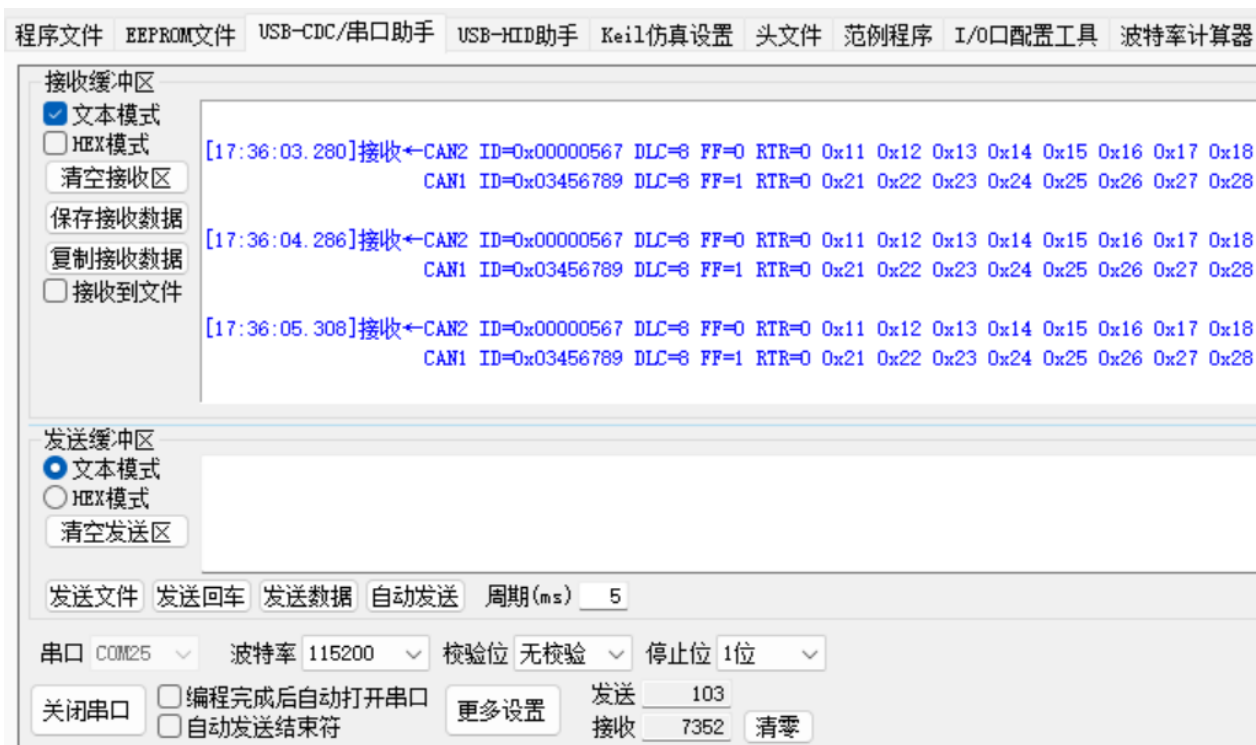 程序文件 EEPROM文件 USB-CDC/串口助手 USB-HID助手 Keil仿真设置 头文件 范例程序 I/O口配置工具 波特率计算器
接收缓冲区
文本模式
HEX模式
清空接收区
保存接收数据
复制接收数据
接收到文件
[17:36:03.280]接收←CAN2 ID=0x00000567 DLC=8 FF=0 RTR=0 0x11 0x12 0x13 0x14 0x15 0x16 0x17 0x18
CAN1 ID=0x03456789 DLC=8 FF=1 RTR=0 0x21 0x22 0x23 0x24 0x25 0x26 0x27 0x28
[17:36:04.286]接收←CAN2 ID=0x00000567 DLC=8 FF=0 RTR=0 0x11 0x12 0x13 0x14 0x15 0x16 0x17 0x18
CAN1 ID=0x03456789 DLC=8 FF=1 RTR=0 0x21 0x22 0x23 0x24 0x25 0x26 0x27 0x28
[17:36:05.308]接收←CAN2 ID=0x00000567 DLC=8 FF=0 RTR=0 0x11 0x12 0x13 0x14 0x15 0x16 0x17 0x18
CAN1 ID=0x03456789 DLC=8 FF=1 RTR=0 0x21 0x22 0x23 0x24 0x25 0x26 0x27 0x28
发送缓冲区
文本模式
HEX模式
清空发送区
发送文件 发送回车 发送数据 自动发送 周期(ms) 5
串口 COM25 波特率 115200 校验位 无校验 停止位 1位
关闭串口 编程完成后自动打开串口 更多设置 发送 103
自动发送结束符 接收 7352 清零